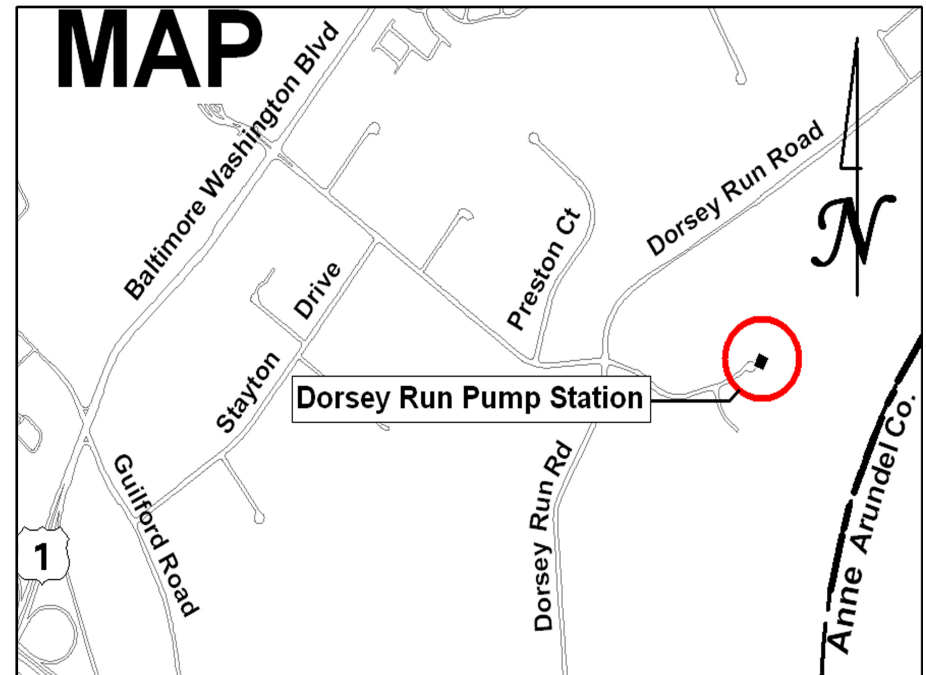 MAP
Baltimore Washington Blvd
Dorsey Run Road
N
Preston Ct
Stayton Drive
Dorsey Run Pump Station
Guilford Road
Dorsey Run Rd
Anne Arundel Co.
1